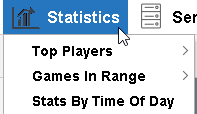 Statistics Ser
Top Players
Games In Range
Stats By Time Of Day